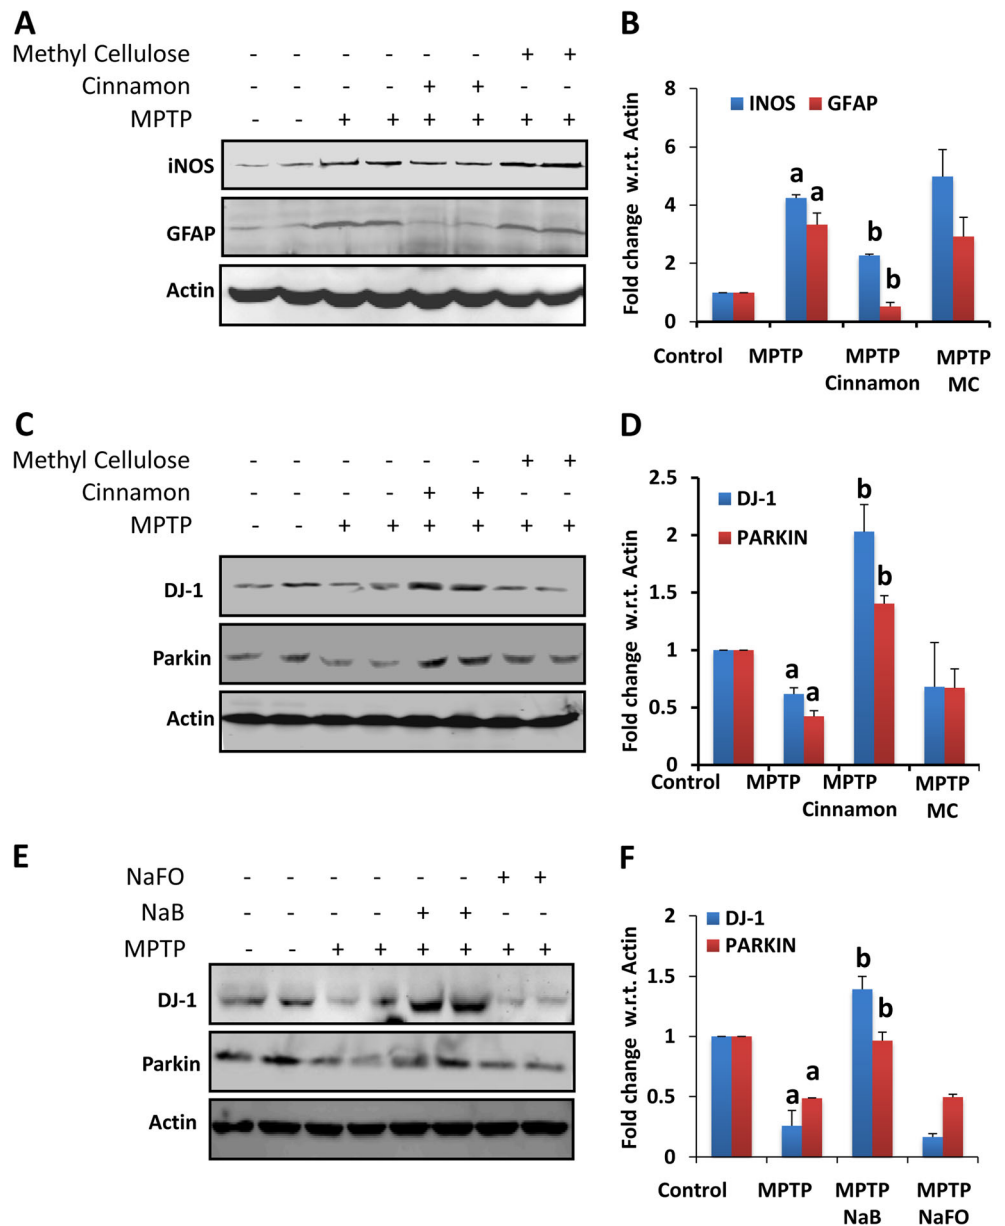 A
Methyl Cellulose - - - - - - + +
Cinnamon - - - - + + - -
MPTP - - + + + + + +
iNOS
GFAP
Actin
B
Fold change w.r.t. Actin
8
6
4
2
0
INOS GFAP
a a
b
b
Control MPTP MPTP MPTP
Cinnamon MC
C
Methyl Cellulose - - - - - - + +
Cinnamon - - - - + + - -
MPTP - - + + + + + +
DJ-1
Parkin
Actin
D
Fold change w.r.t. Actin
2.5
2
1.5
1
0.5
0
DJ-1
PARKIN
b
b
a a
Control MPTP MPTP MPTP
Cinnamon MC
E
NaFO - - - - - - + +
NaB - - - - + + - -
MPTP - - + + + + + +
DJ-1
Parkin
Actin
F
Fold change w.r.t. Actin
2
1.5
1
0.5
0
DJ-1
PARKIN
b
b
a a
Control MPTP MPTP MPTP
NaB NaFO